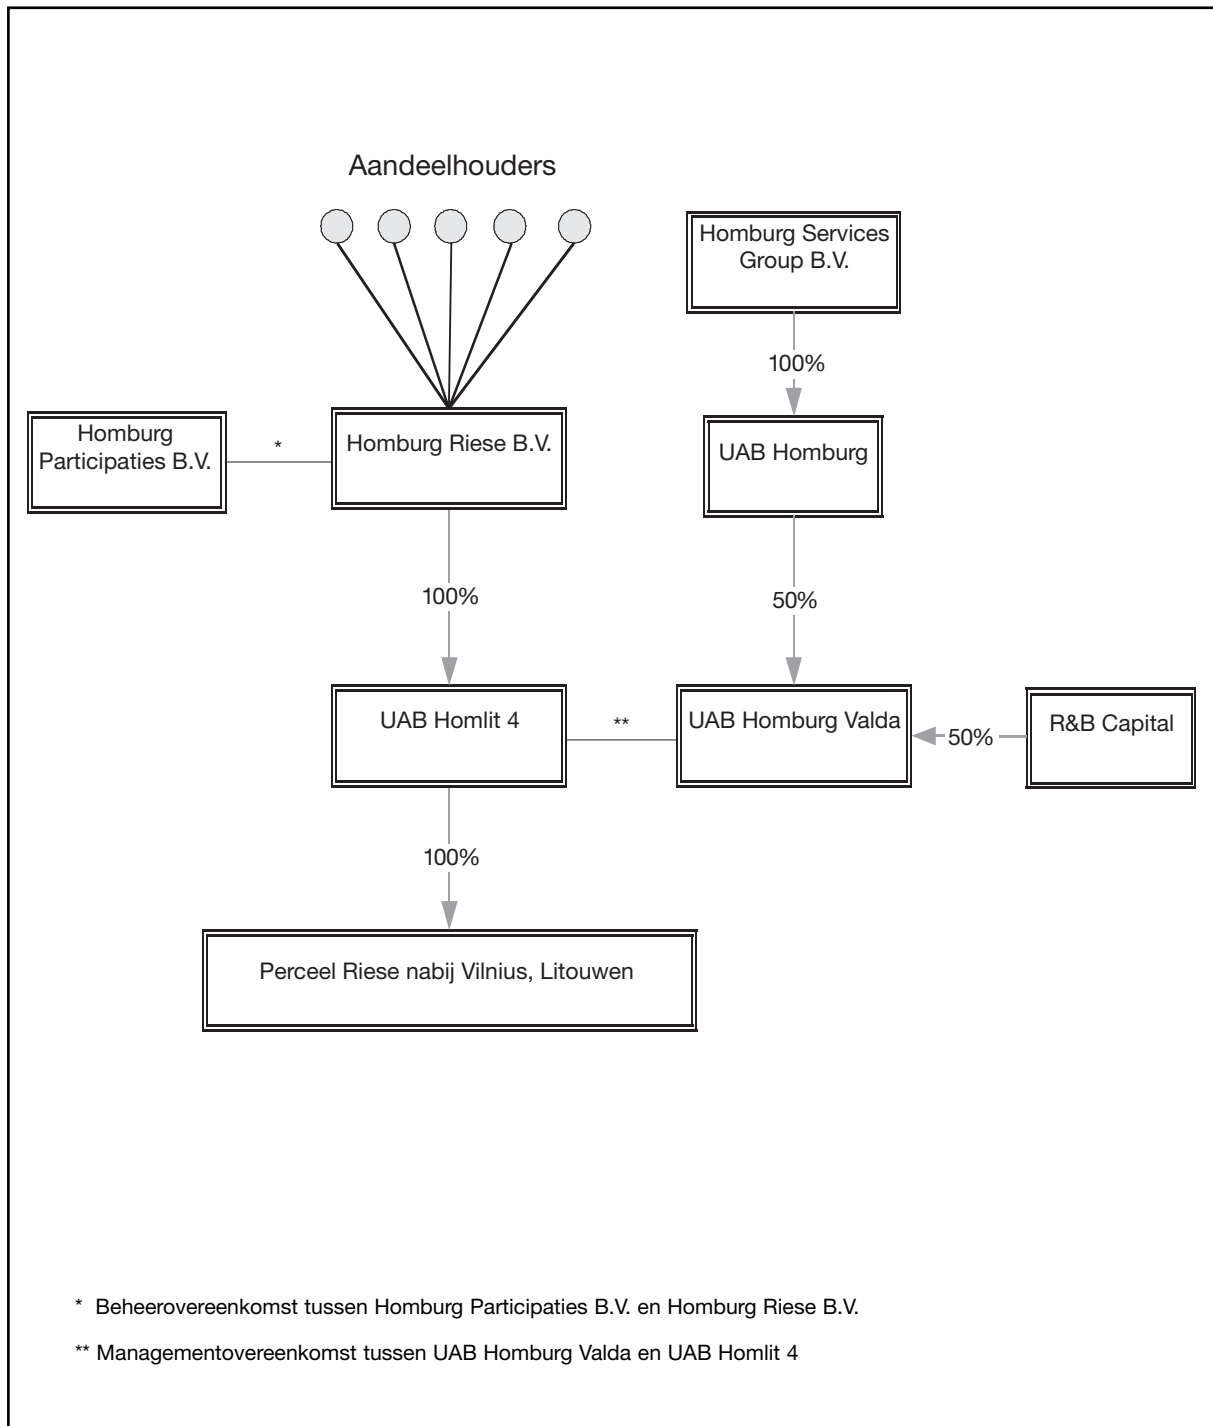 Aandeelhouders
Homburg Services
Group B.V.
100%
Homburg
Participaties B.V.
*
Homburg Riese B.V.
UAB Homburg
100%
50%
UAB Homlit 4
**
UAB Homburg Valda
50%
R&B Capital
100%
Perceel Riese nabij Vilnius, Litouwen
* Beheerovereenkomst tussen Homburg Participaties B.V. en Homburg Riese B.V.
** Managementovereenkomst tussen UAB Homburg Valda en UAB Homlit 4